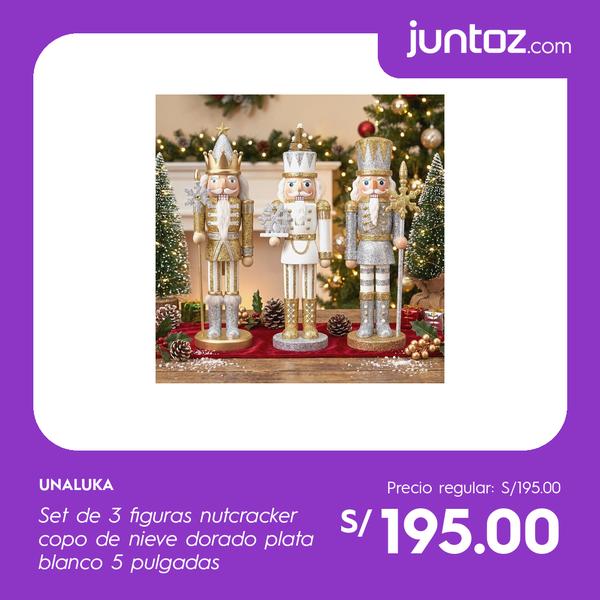 juntoz.com
UNALUKA
Set de 3 figuras nutcracker
copo de nieve dorado plata
blanco 5 pulgadas
Precio regular: S/195.00
S/195.00